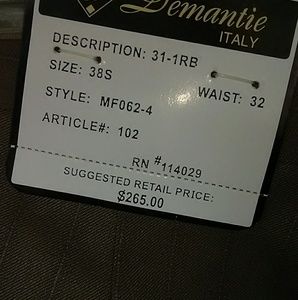 Demantie
ITALY
DESCRIPTION: 31-1RB
SIZE: 38S WAIST: 32
STYLE: MF062-4
ARTICLE#: 102
RN #114029
SUGGESTED RETAIL PRICE:
$265.00